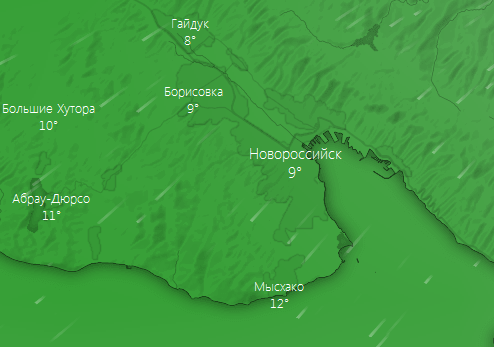 Гайдук
8°
Борисовка
9°
Большие Хутора
10°
Новороссийск
9°
Абрау-Дюрсо
11°
Мысхако
12°